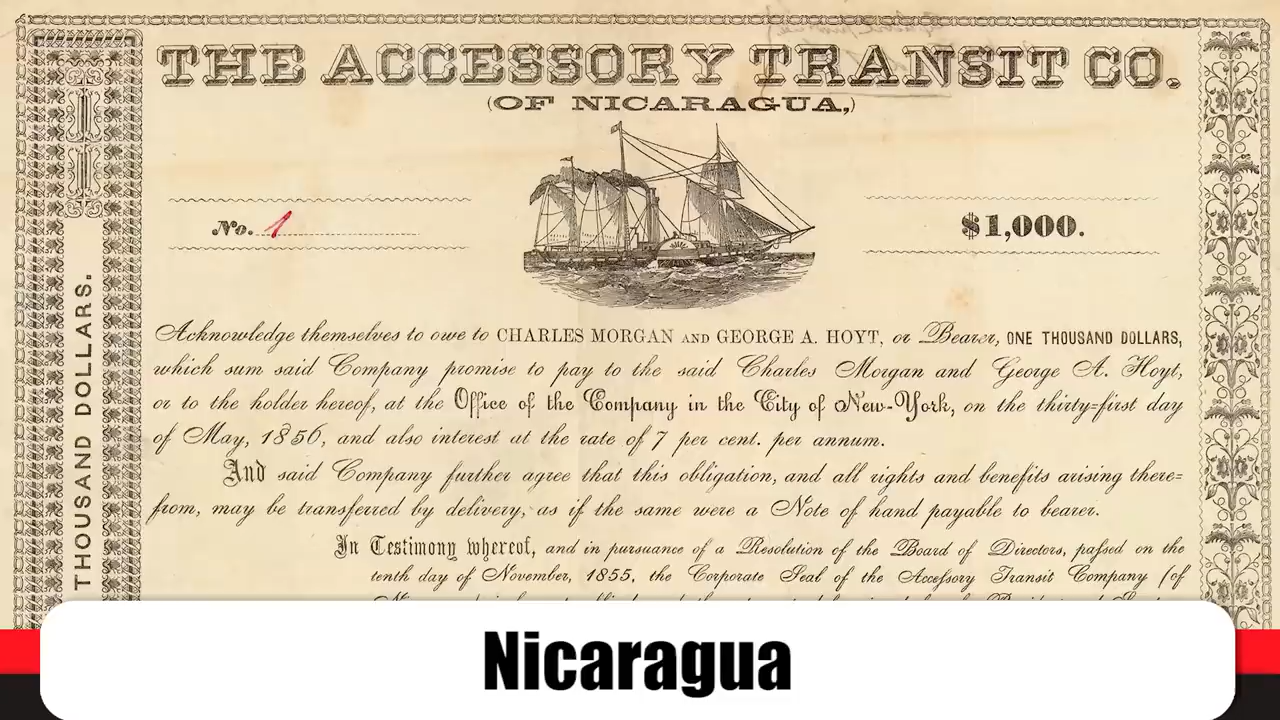 THE ACCESSORY TRANSIT CO.
(OF NICARAGUA,)
No. 1
$1,000.
THOUSAND DOLLARS.
Acknowledge themselves to owe to CHARLES MORGAN AND GEORGE A. HOYT, or Bearer, ONE THOUSAND DOLLARS,
which sum said Company promise to pay to the said Charles Morgan and George A. Hoyt,
or to the holder hereof, at the Office of the Company in the City of New-York, on the thirty=first day
of May, 1856, and also interest at the rate of 7 per cent. per annum.
And said Company further agree that this obligation, and all rights and benefits arising there=
from, may be transferred by delivery, as if the same were a Note of hand payable to bearer.
In Testimony whereof, and in pursuance of a Resolution of the Board of Directors, paſsed on the
tenth day of November, 1855, the Corporate Seal of the Acceſsory Transit Company (of
Nicaragua